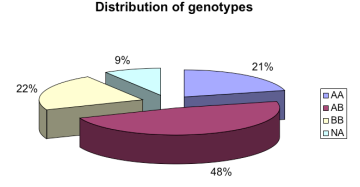 Distribution of genotypes
9%
21%
22%
48%
AA
AB
BB
NA